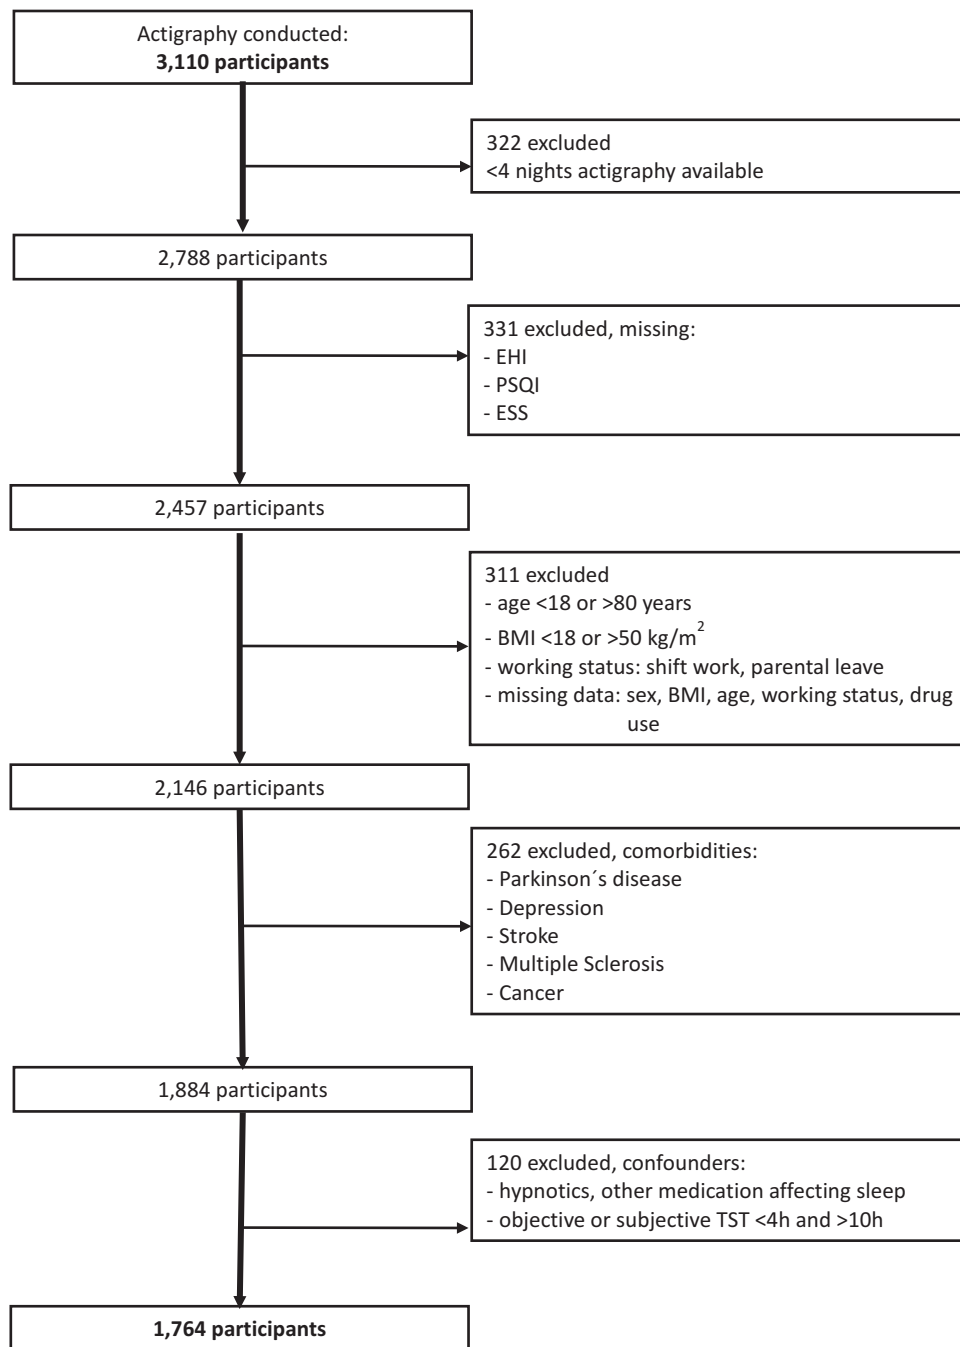 Actigraphy conducted:
3,110 participants
322 excluded
<4 nights actigraphy available
2,788 participants
331 excluded, missing:
- EHI
- PSQI
- ESS
2,457 participants
311 excluded
- age <18 or >80 years
- BMI <18 or >50 kg/m²
- working status: shift work, parental leave
- missing data: sex, BMI, age, working status, drug
use
2,146 participants
262 excluded, comorbidities:
- Parkinson´s disease
- Depression
- Stroke
- Multiple Sclerosis
- Cancer
1,884 participants
120 excluded, confounders:
- hypnotics, other medication affecting sleep
- objective or subjective TST <4h and >10h
1,764 participants